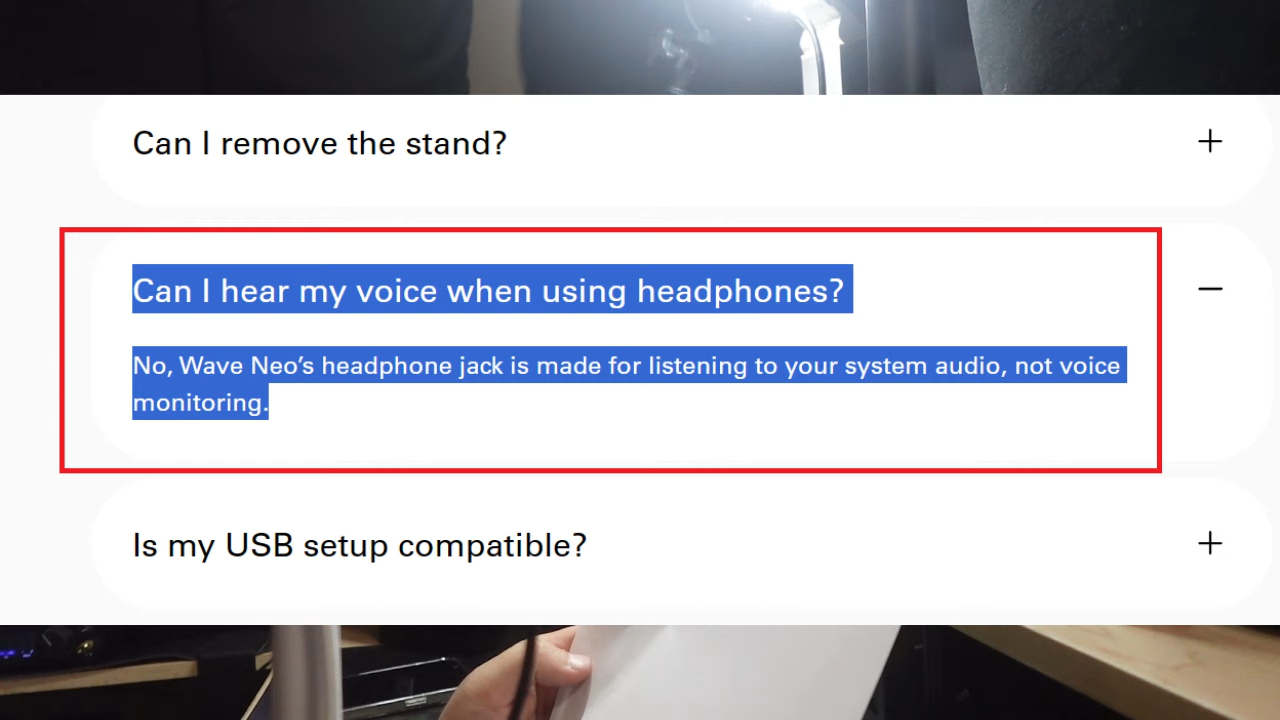 Can I remove the stand?
Can I hear my voice when using headphones?
No, Wave Neo’s headphone jack is made for listening to your system audio, not voice
monitoring.
Is my USB setup compatible?